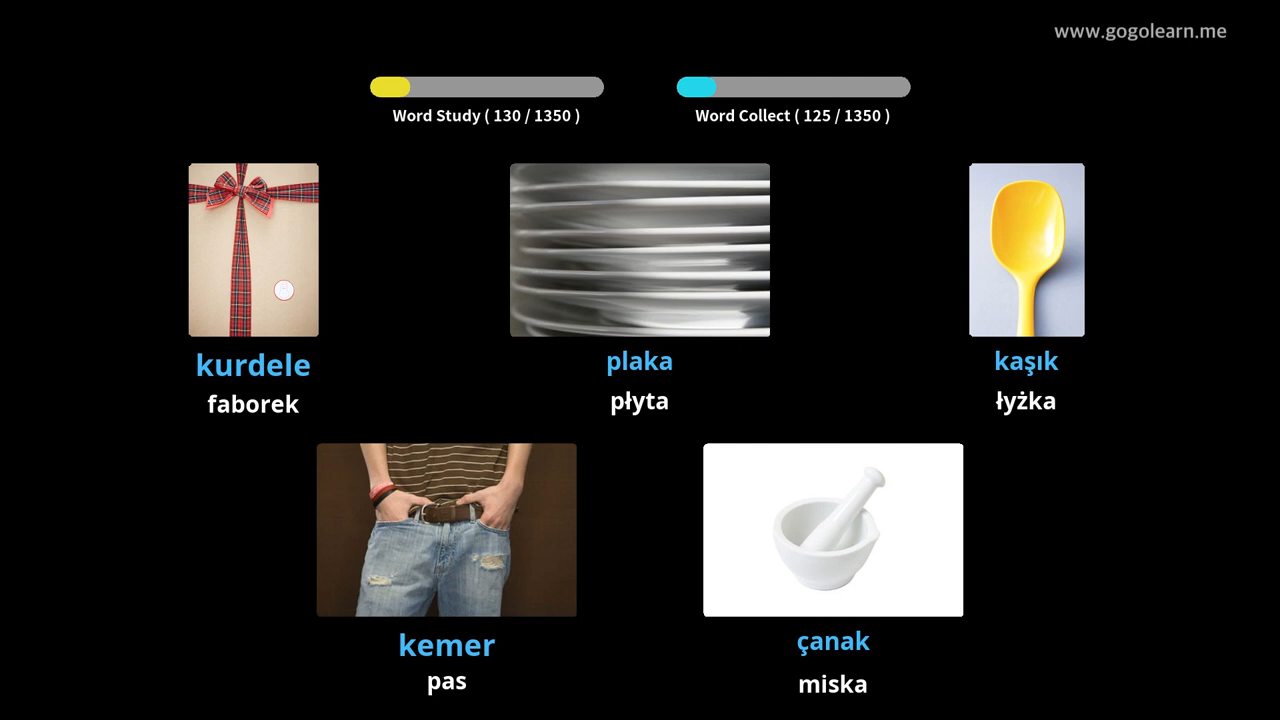 www.gogolearn.me
Word Study ( 130 / 1350 )
Word Collect ( 125 / 1350 )
kurdele
faborek
plaka
płyta
kaşık
łyżka
kemer
pas
çanak
miska